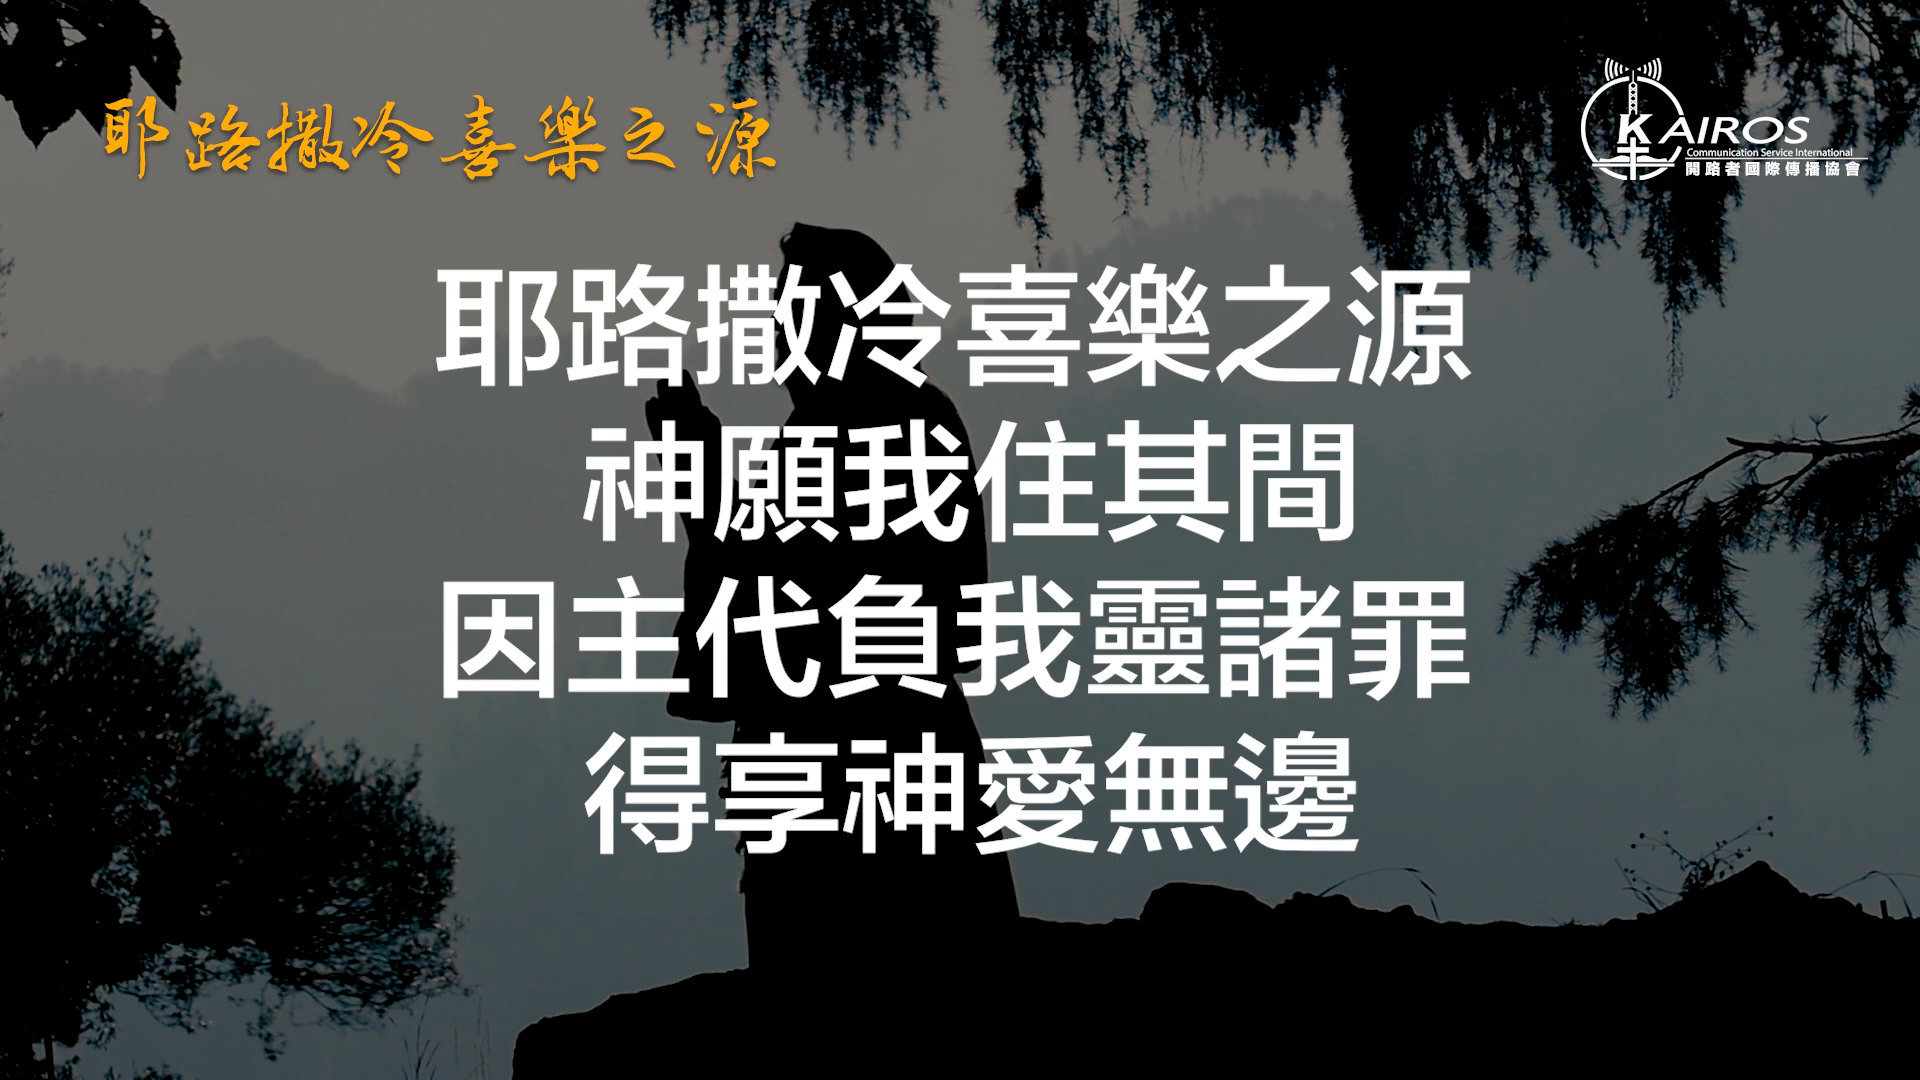 耶路撒冷喜樂之源
KAIROS
Communication Service International
開路者國際傳播協會
耶路撒冷喜樂之源
神願我住其間
因主代負我靈諸罪
得享神愛無邊